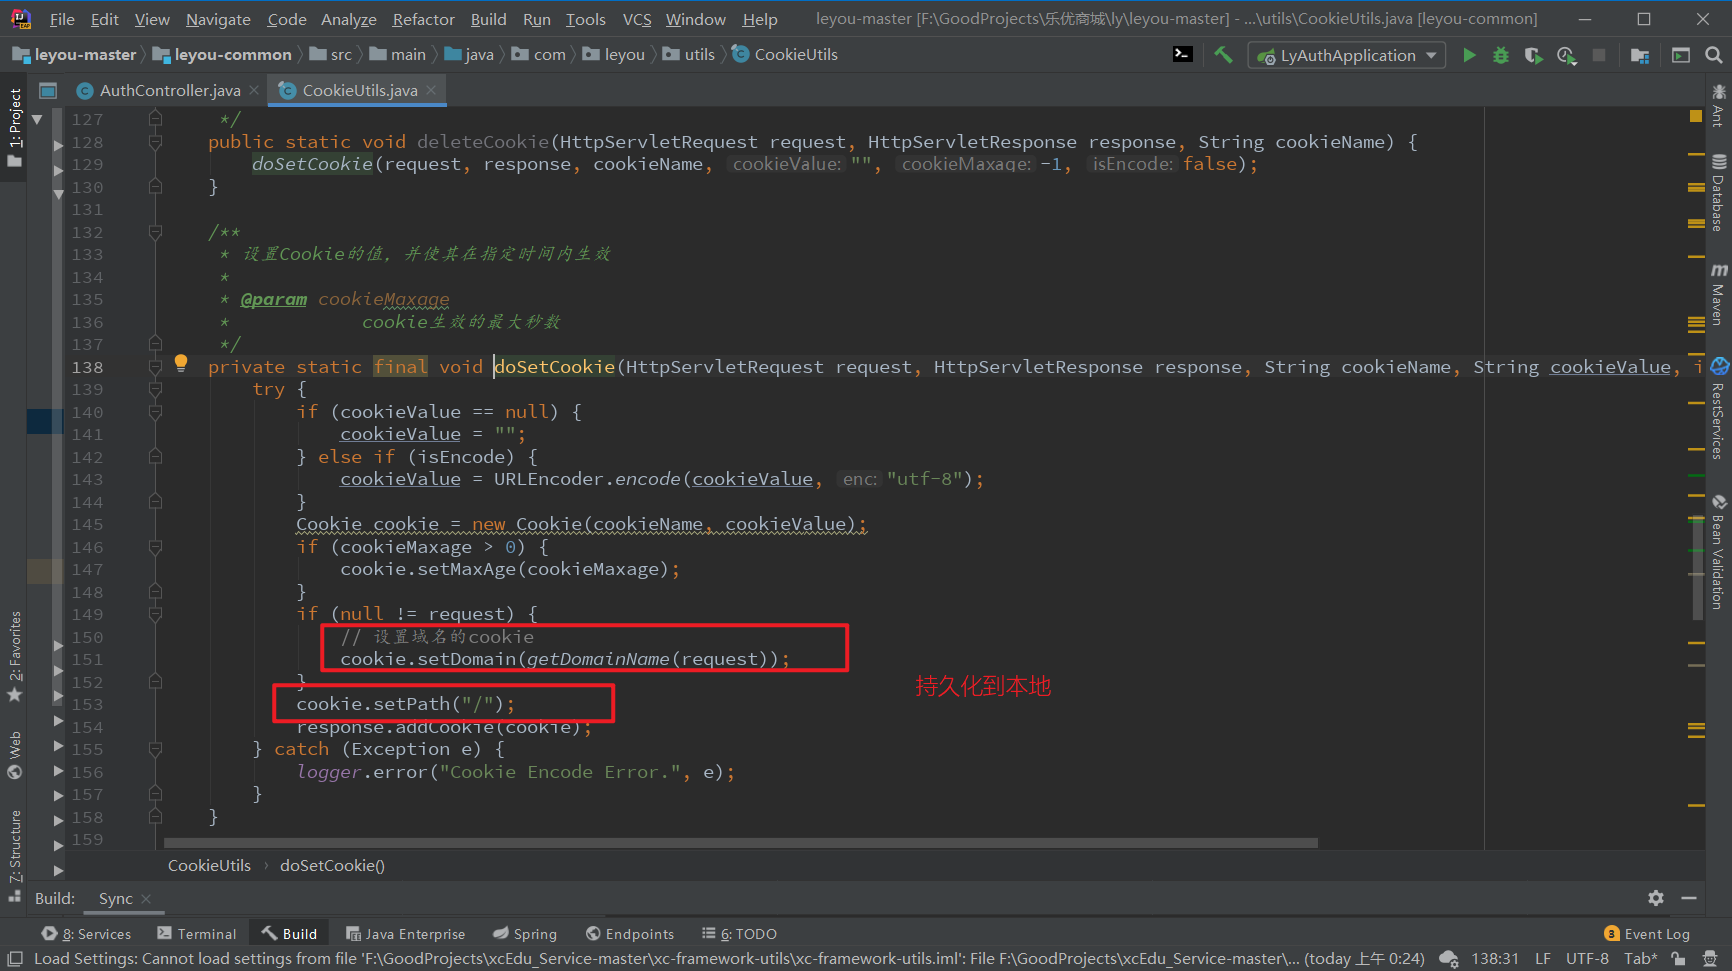 File Edit View Navigate Code Analyze Refactor Build Run Tools VCS Window Help leyou-master [F:\GoodProjects\乐优商城\ly\leyou-master] - ...\utils\CookieUtils.java [leyou-common]
leyou-master leyou-common src main java com leyou utils CookieUtils LyAuthApplication
AuthController.java CookieUtils.java
127 */
128 public static void deleteCookie(HttpServletRequest request, HttpServletResponse response, String cookieName) {
129 doSetCookie(request, response, cookieName, cookieValue: "", cookieMaxage: -1, isEncode: false);
130 }
131
132 /**
133 * 设置Cookie的值，并使其在指定时间内生效
134 *
135 * @param cookieMaxage
136 * cookie生效的最大秒数
137 */
138 private static final void doSetCookie(HttpServletRequest request, HttpServletResponse response, String cookieName, String cookieValue, i
139 try {
140 if (cookieValue == null) {
141 cookieValue = "";
142 } else if (isEncode) {
143 cookieValue = URLEncoder.encode(cookieValue, enc: "utf-8");
144 }
145 Cookie cookie = new Cookie(cookieName, cookieValue);
146 if (cookieMaxage > 0) {
147 cookie.setMaxAge(cookieMaxage);
148 }
149 if (null != request) {
150 // 设置域名的cookie
151 cookie.setDomain(getDomainName(request));
152 }
持久化到本地
153 cookie.setPath("/");
154 response.addCookie(cookie);
155 } catch (Exception e) {
156 logger.error("Cookie Encode Error.", e);
157 }
158 }
159
CookieUtils › doSetCookie()
1: Project
2: Favorites
Web
7: Structure
Ant
Database
Maven
RestServices
Bean Validation
Build: Sync
8: Services Terminal Build Java Enterprise Spring Endpoints 6: TODO 3 Event Log
Load Settings: Cannot load settings from file 'F:\GoodProjects\xcEdu_Service-master\xc-framework-utils\xc-framework-utils.iml': File F:\GoodProjects\xcEdu_Service-master\... (today 上午 0:24) 138:31 LF UTF-8 Tab*